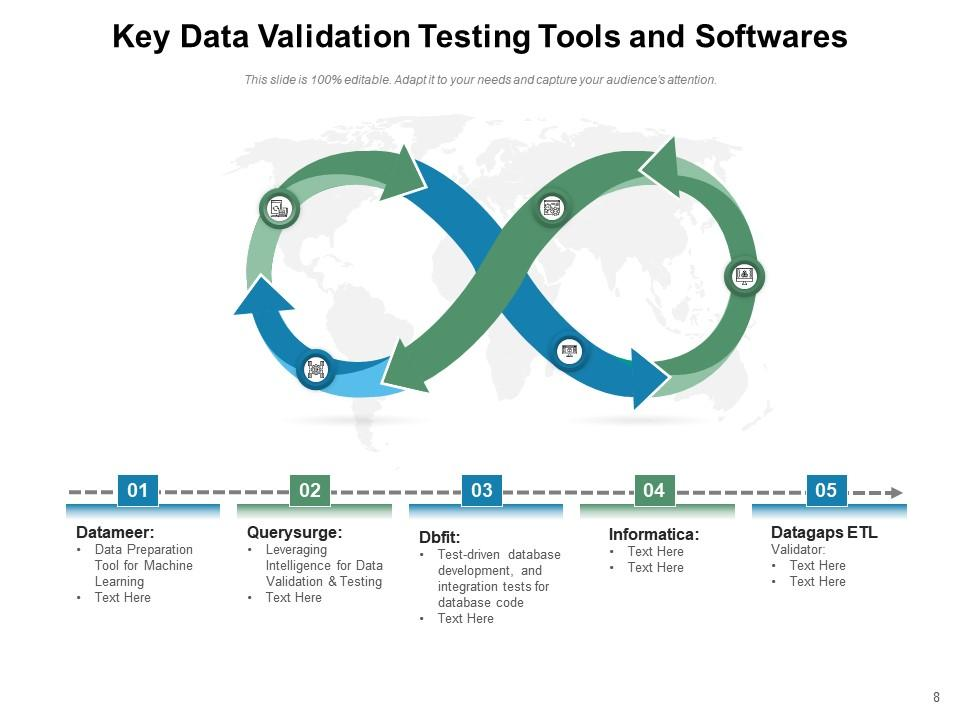 Key Data Validation Testing Tools and Softwares
This slide is 100% editable. Adapt it to your needs and capture your audience's attention.
01
02
03
04
05
Datameer:
• Data Preparation
Tool for Machine
Learning
• Text Here
Querysurge:
• Leveraging
Intelligence for Data
Validation & Testing
• Text Here
Dbfit:
• Test-driven database
development, and
integration tests for
database code
• Text Here
Informatica:
• Text Here
• Text Here
Datagaps ETL
Validator:
• Text Here
• Text Here
8